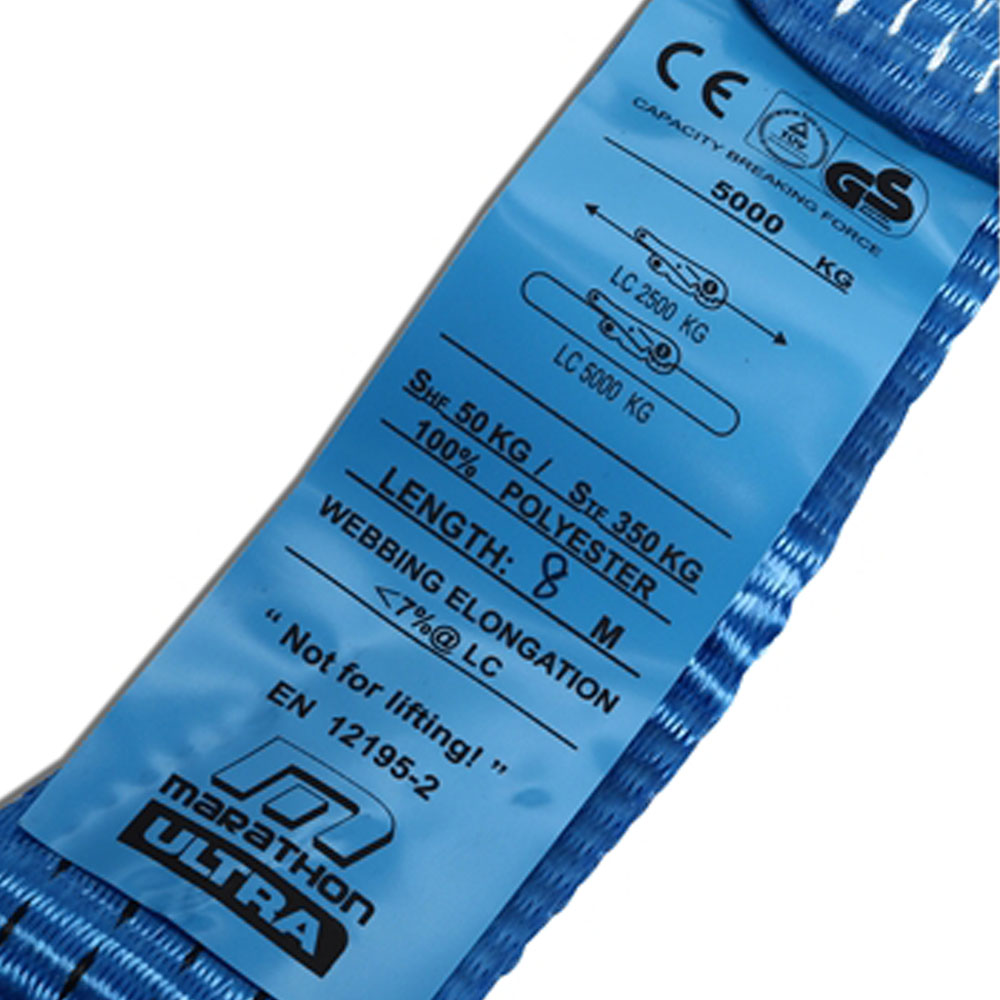 CE
TÜV
GS
CAPACITY BREAKING FORCE
5000 KG
LC 2500 KG
LC 5000 KG
SHF 50 KG / STF 350 KG
100% POLYESTER
LENGTH: 8 M
WEBBING ELONGATION
<7%@ LC
“Not for lifting!”
EN 12195-2
maraTHON
ULTRA